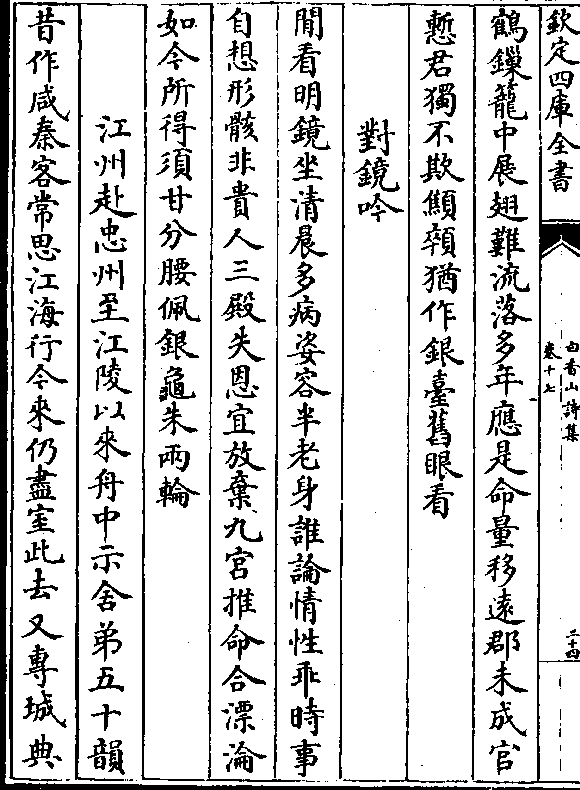 欽定四庫全書
白香山詩集
卷十七
二十四
鶴鏁籠中展翅難流落多年應是命量移遠郡未成官
慙君獨不欺顦顇猶作銀臺舊眼看
對鏡吟
閒看明鏡坐清晨多病姿容半老身誰論情性乖時事
自想形骸非貴人三殿失恩宜放棄九宮推命合漂淪
如今所得須甘分腰佩銀龜朱兩輪
江州赴忠州至江陵以來舟中示舍弟五十韻
昔作咸秦客常思江海行今來仍盡室此去又專城典